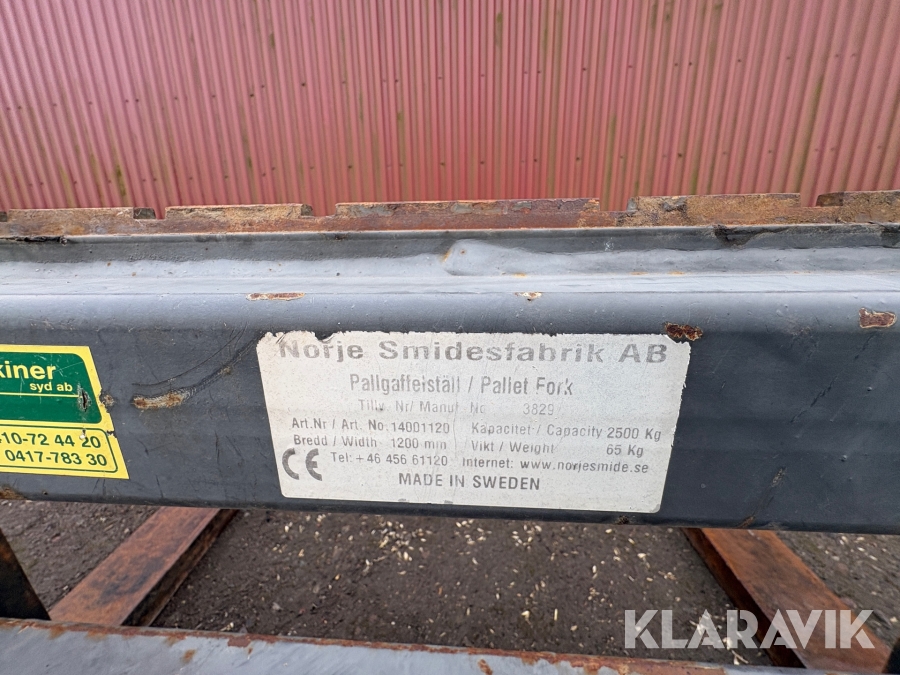 Norje Smidesfabrik AB
Pallgaffelställ / Pallet Fork
Tillv. Nr/ Manuf No 3829
Art.Nr / Art. No. 14001120 Kapacitet / Capacity 2500 Kg
Bredd / Width 1200 mm Vikt / Weight 65 Kg
CE Tel: +46 456 61120 Internet: www.norjesmide.se
MADE IN SWEDEN
kiner
syd ab
410-72 44 20
0417-783 30
KLARAVIK